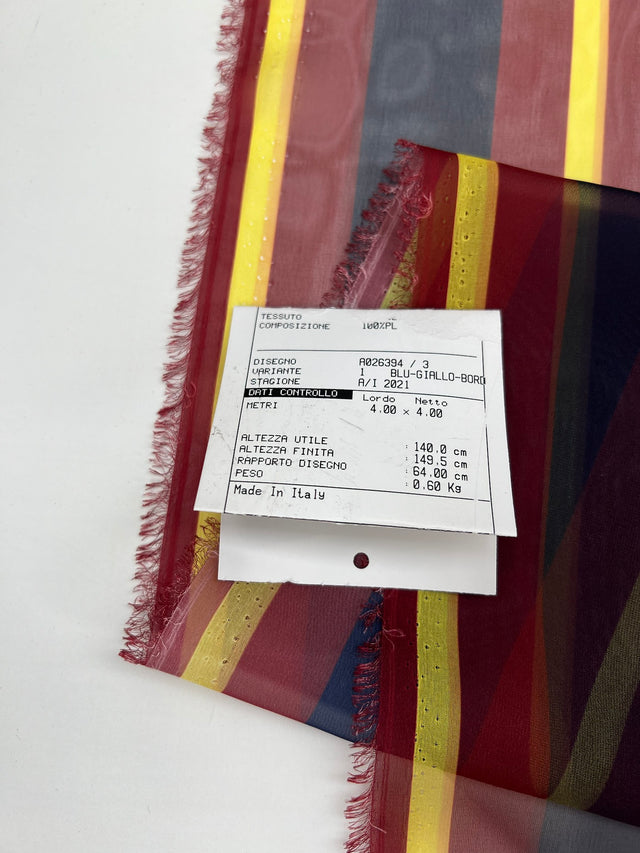 TESSUTO
COMPOSIZIONE 100%PL
DISEGNO A026394 / 3
VARIANTE 1 BLU-GIALLO-BORD
STAGIONE A/I 2021
DATI CONTROLLO Lordo Netto
METRI 4.00 x 4.00
ALTEZZA UTILE : 140.0 cm
ALTEZZA FINITA : 149.5 cm
RAPPORTO DISEGNO : 64.00 cm
PESO : 0.60 Kg
Made In Italy